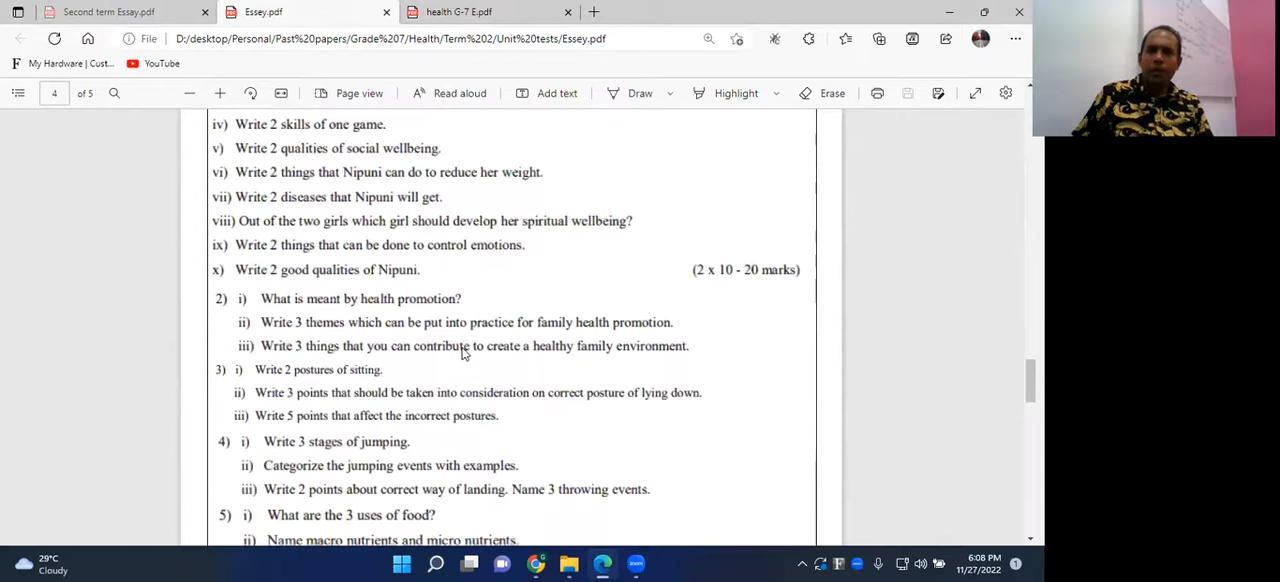 Second term Essay.pdf
Essey.pdf
health G-7 E.pdf
File
D:/desktop/Personal/Past%20papers/Grade%207/Health/Term%202/Unit%20tests/Essey.pdf
F My Hardware | Cust...
YouTube
4 of 5
Page view
Read aloud
Add text
Draw
Highlight
Erase
iv) Write 2 skills of one game.
v) Write 2 qualities of social wellbeing.
vi) Write 2 things that Nipuni can do to reduce her weight.
vii) Write 2 diseases that Nipuni will get.
viii) Out of the two girls which girl should develop her spiritual wellbeing?
ix) Write 2 things that can be done to control emotions.
x) Write 2 good qualities of Nipuni. (2 x 10 - 20 marks)
2) i) What is meant by health promotion?
ii) Write 3 themes which can be put into practice for family health promotion.
iii) Write 3 things that you can contribute to create a healthy family environment.
3) i) Write 2 postures of sitting.
ii) Write 3 points that should be taken into consideration on correct posture of lying down.
iii) Write 5 points that affect the incorrect postures.
4) i) Write 3 stages of jumping.
ii) Categorize the jumping events with examples.
iii) Write 2 points about correct way of landing. Name 3 throwing events.
5) i) What are the 3 uses of food?
ii) Name macro nutrients and micro nutrients.
29°C
Cloudy
6:08 PM
11/27/2022